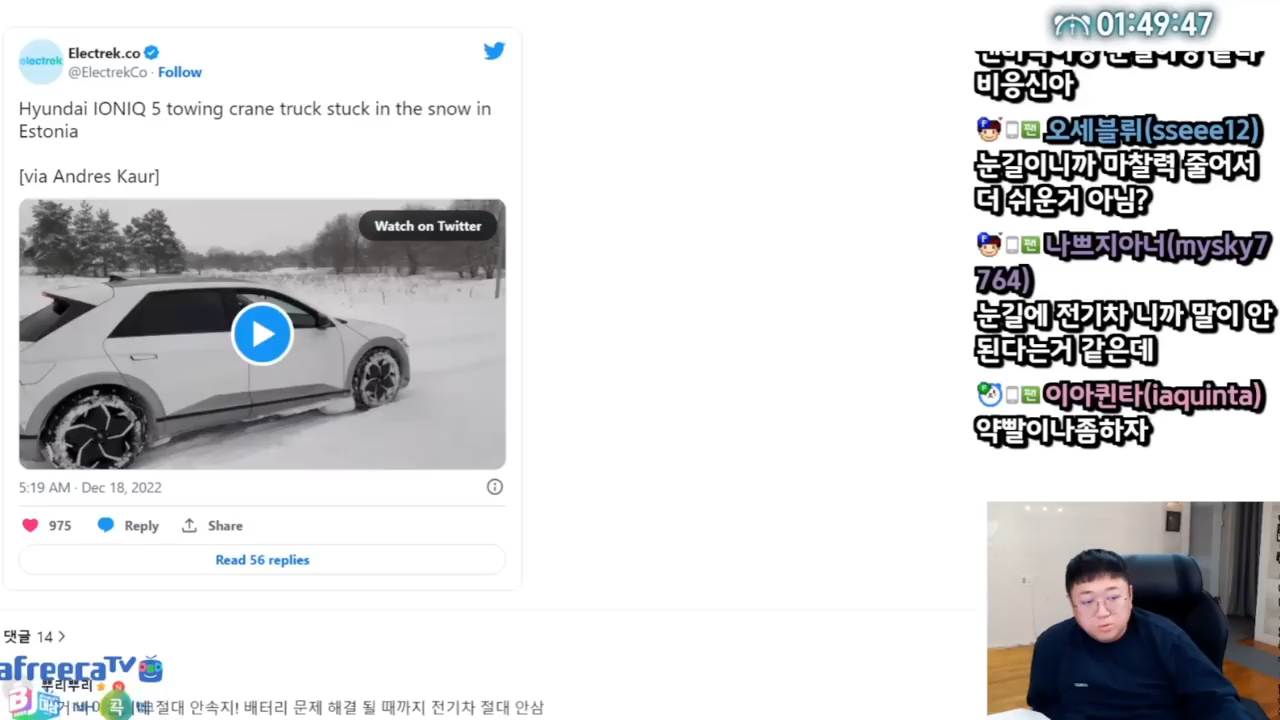 01:49:47
electrek
Electrek.co
@ElectrekCo · Follow
Hyundai IONIQ 5 towing crane truck stuck in the snow in
Estonia
[via Andres Kaur]
Watch on Twitter
5:19 AM · Dec 18, 2022
975 Reply Share
Read 56 replies
댓글 14 >
afreecaTV
뿌리뿌리
절대 안속지! 배터리 문제 해결 될 때까지 전기차 절대 안삼
비응신아
오세블뤼(sseee12)
눈길이니까 마찰력 줄어서
더 쉬운거 아님?
나쁘지아너(mysky7
764)
눈길에 전기차 니까 말이 안
된다는거 같은데
이아퀸타(iaquinta)
약빨이나좀하자